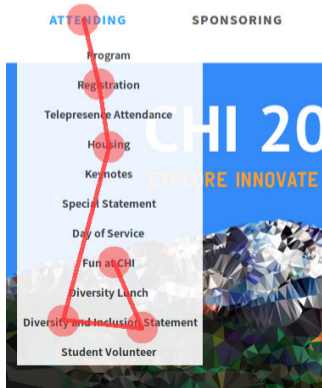 ATTENDING SPONSORING
Program
Registration
Telepresence Attendance
CHI 20
Housing
Keynotes
EXPLORE INNOVATE
Special Statement
Day of Service
Fun at CHI
Diversity Lunch
Diversity and Inclusion Statement
Student Volunteer